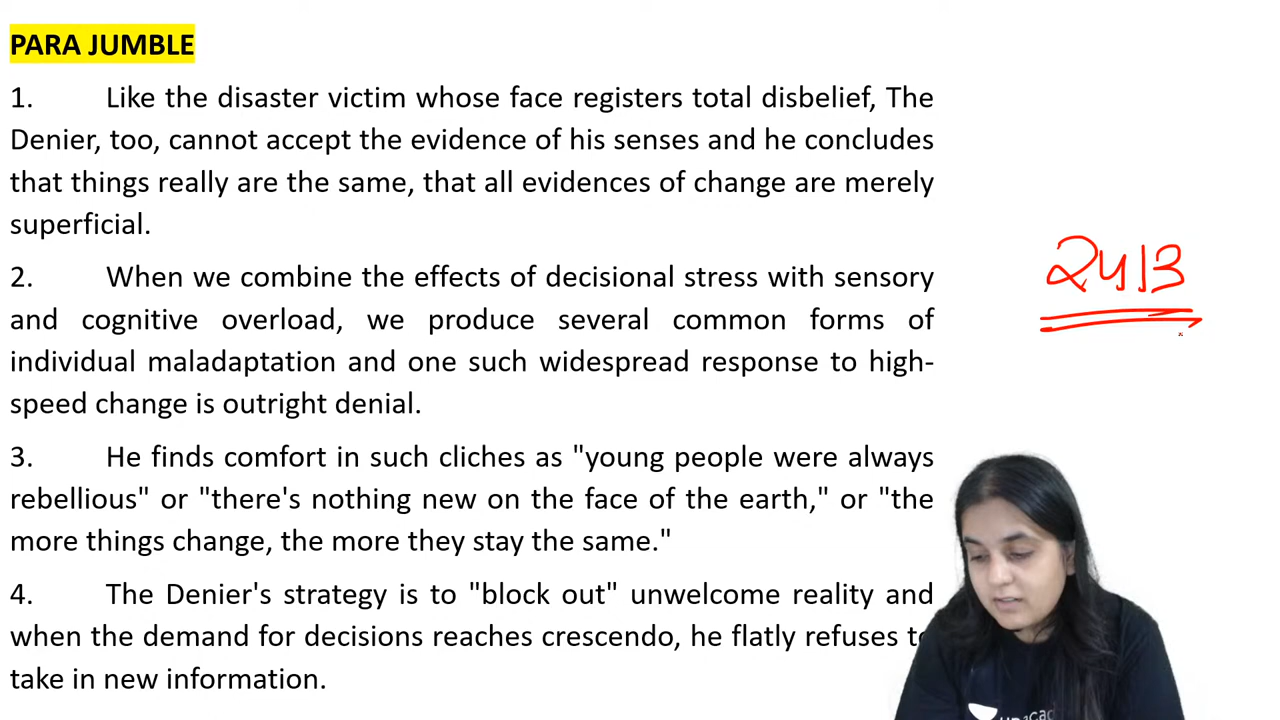 PARA JUMBLE
1. Like the disaster victim whose face registers total disbelief, The
Denier, too, cannot accept the evidence of his senses and he concludes
that things really are the same, that all evidences of change are merely
superficial.
2413
2. When we combine the effects of decisional stress with sensory
and cognitive overload, we produce several common forms of
individual maladaptation and one such widespread response to high-
speed change is outright denial.
3. He finds comfort in such cliches as "young people were always
rebellious" or "there's nothing new on the face of the earth," or "the
more things change, the more they stay the same."
4. The Denier's strategy is to "block out" unwelcome reality and
when the demand for decisions reaches crescendo, he flatly refuses to
take in new information.